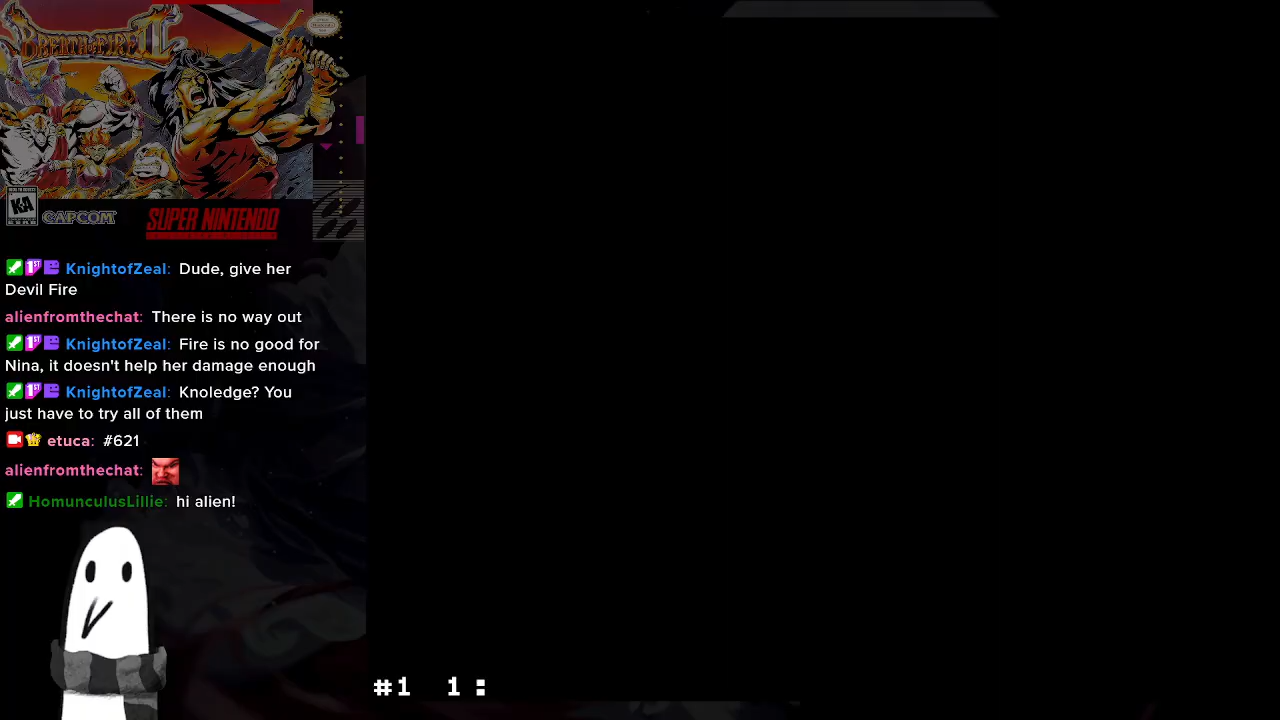 BREATH OF FIRE II
K-A
CAPCOM
SUPER NINTENDO
KnightofZeal: Dude, give her
Devil Fire
alienfromthechat: There is no way out
KnightofZeal: Fire is no good for
Nina, it doesn't help her damage enough
KnightofZeal: Knoledge? You
just have to try all of them
etuca: #621
alienfromthechat:
HomunculusLillie: hi alien!
#1 1: